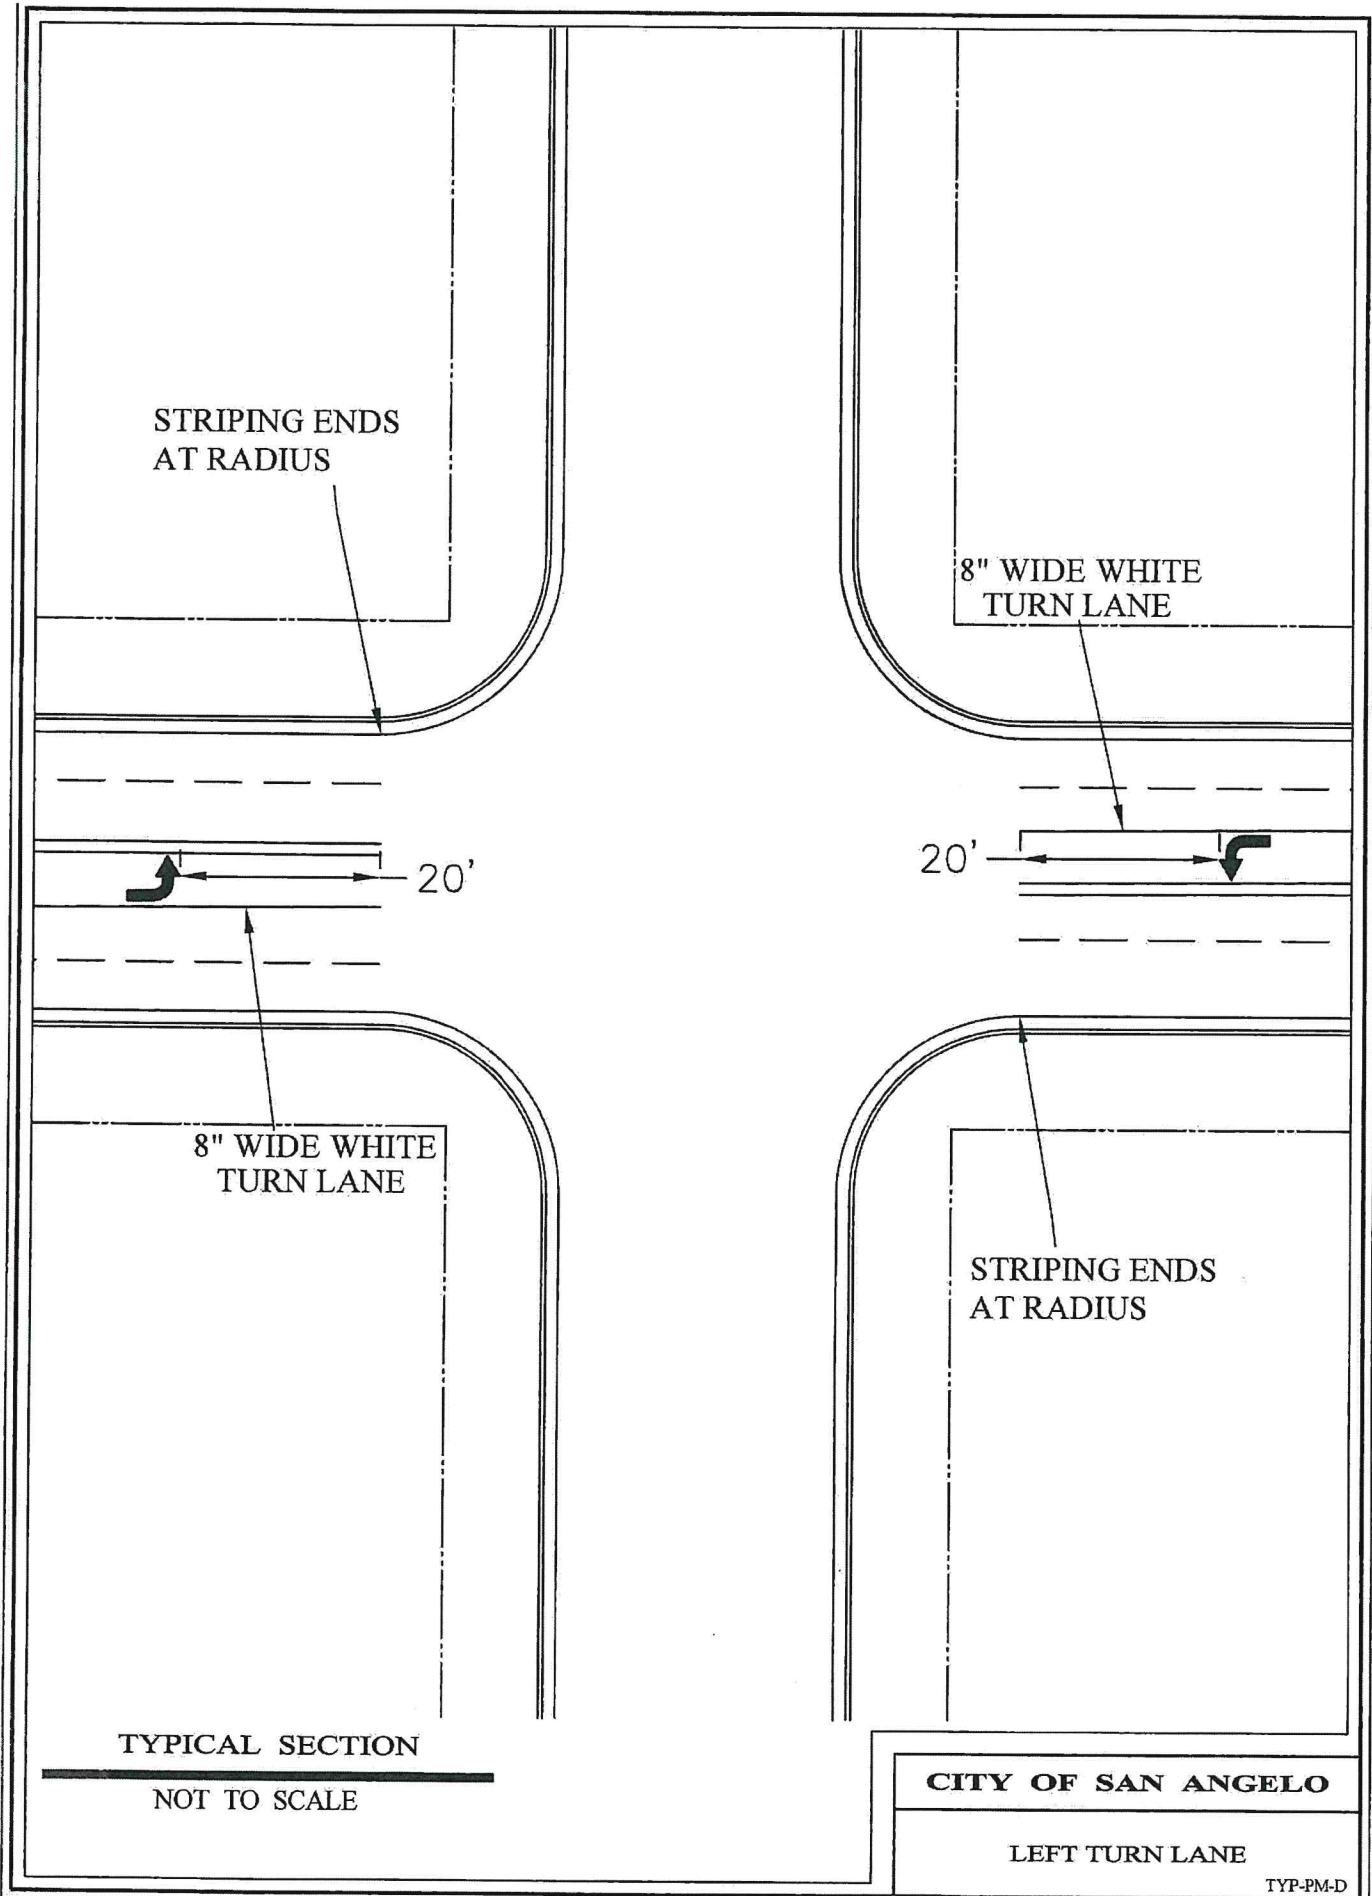 STRIPING ENDS
AT RADIUS
8" WIDE WHITE
TURN LANE
20'
20'
8" WIDE WHITE
TURN LANE
STRIPING ENDS
AT RADIUS
TYPICAL SECTION
NOT TO SCALE
CITY OF SAN ANGELO
LEFT TURN LANE
TYP-PM-D